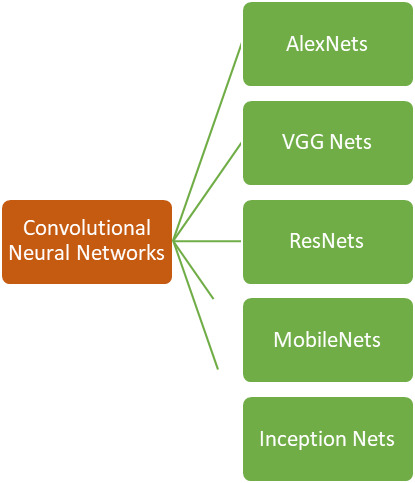 AlexNets
VGG Nets
Convolutional
Neural Networks
ResNets
MobileNets
Inception Nets